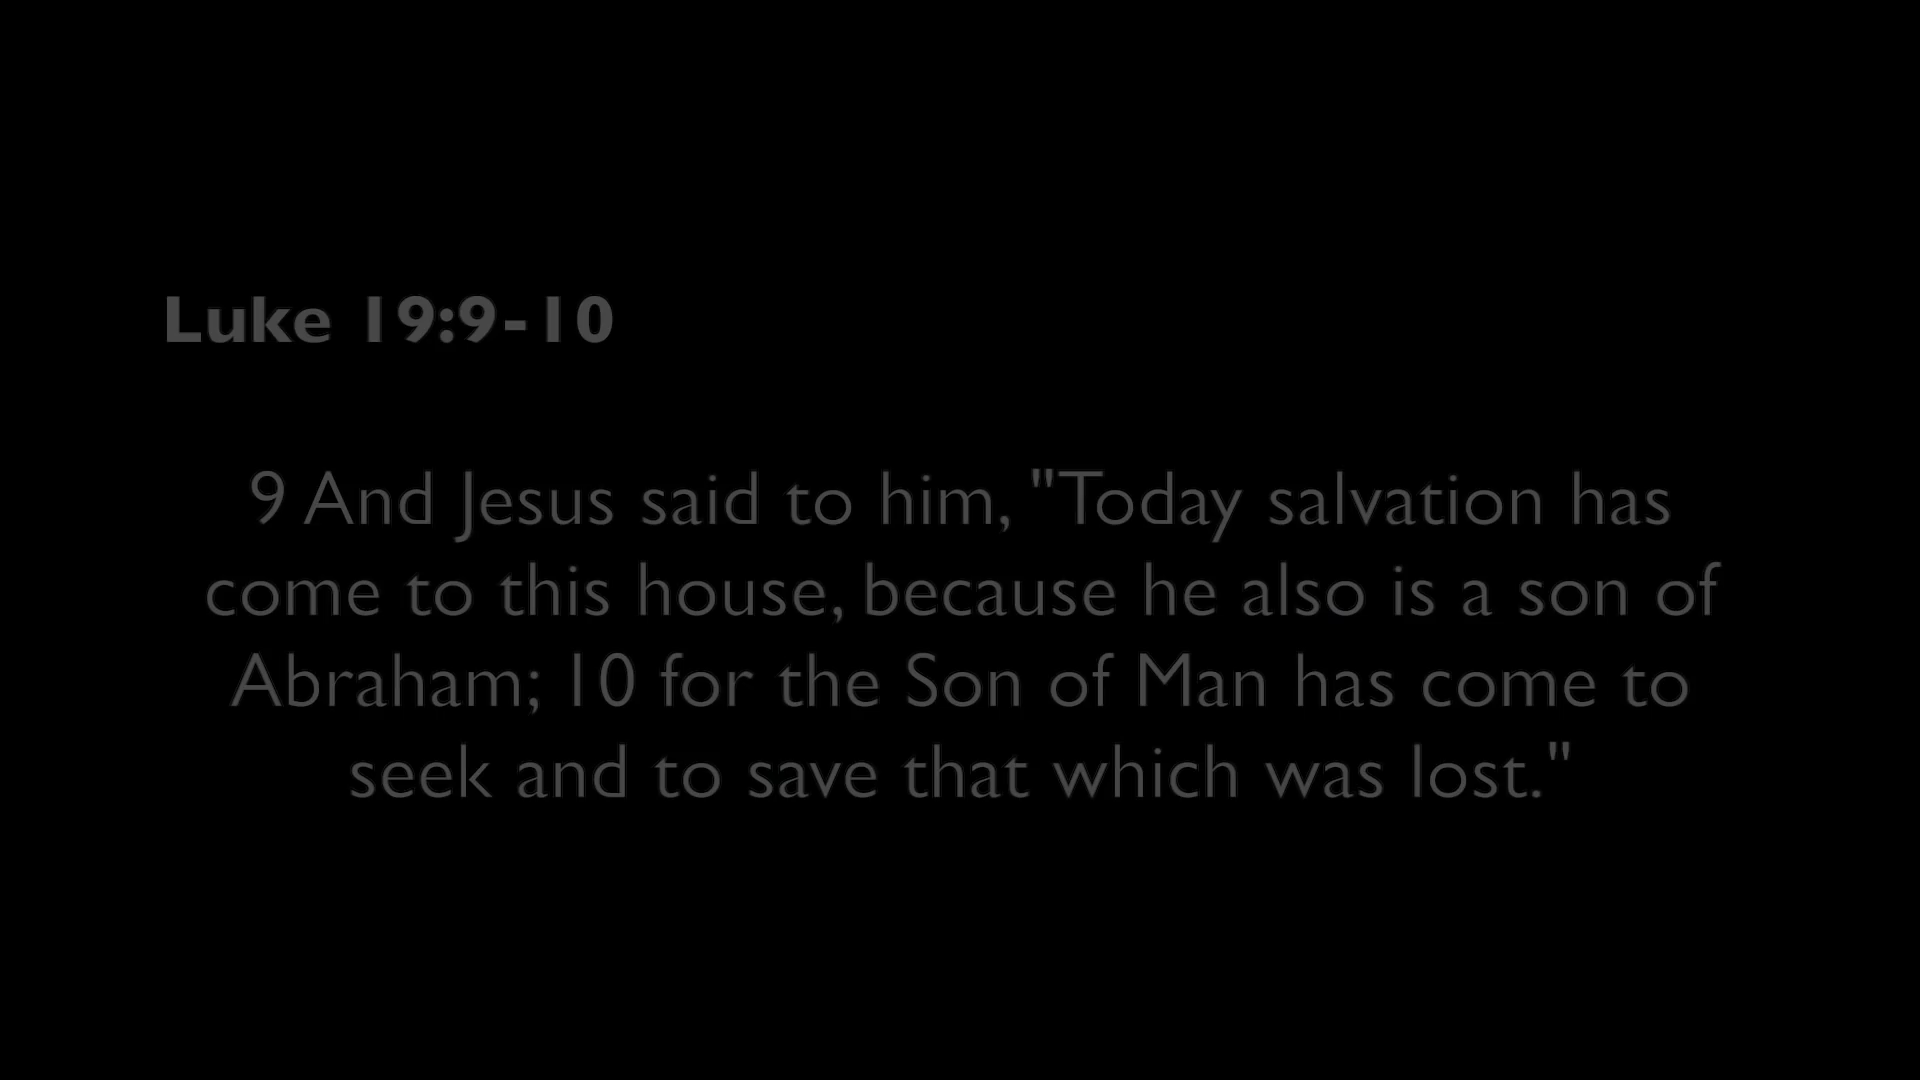 Luke 19:9-10
9 And Jesus said to him, "Today salvation has
come to this house, because he also is a son of
Abraham; 10 for the Son of Man has come to
seek and to save that which was lost."